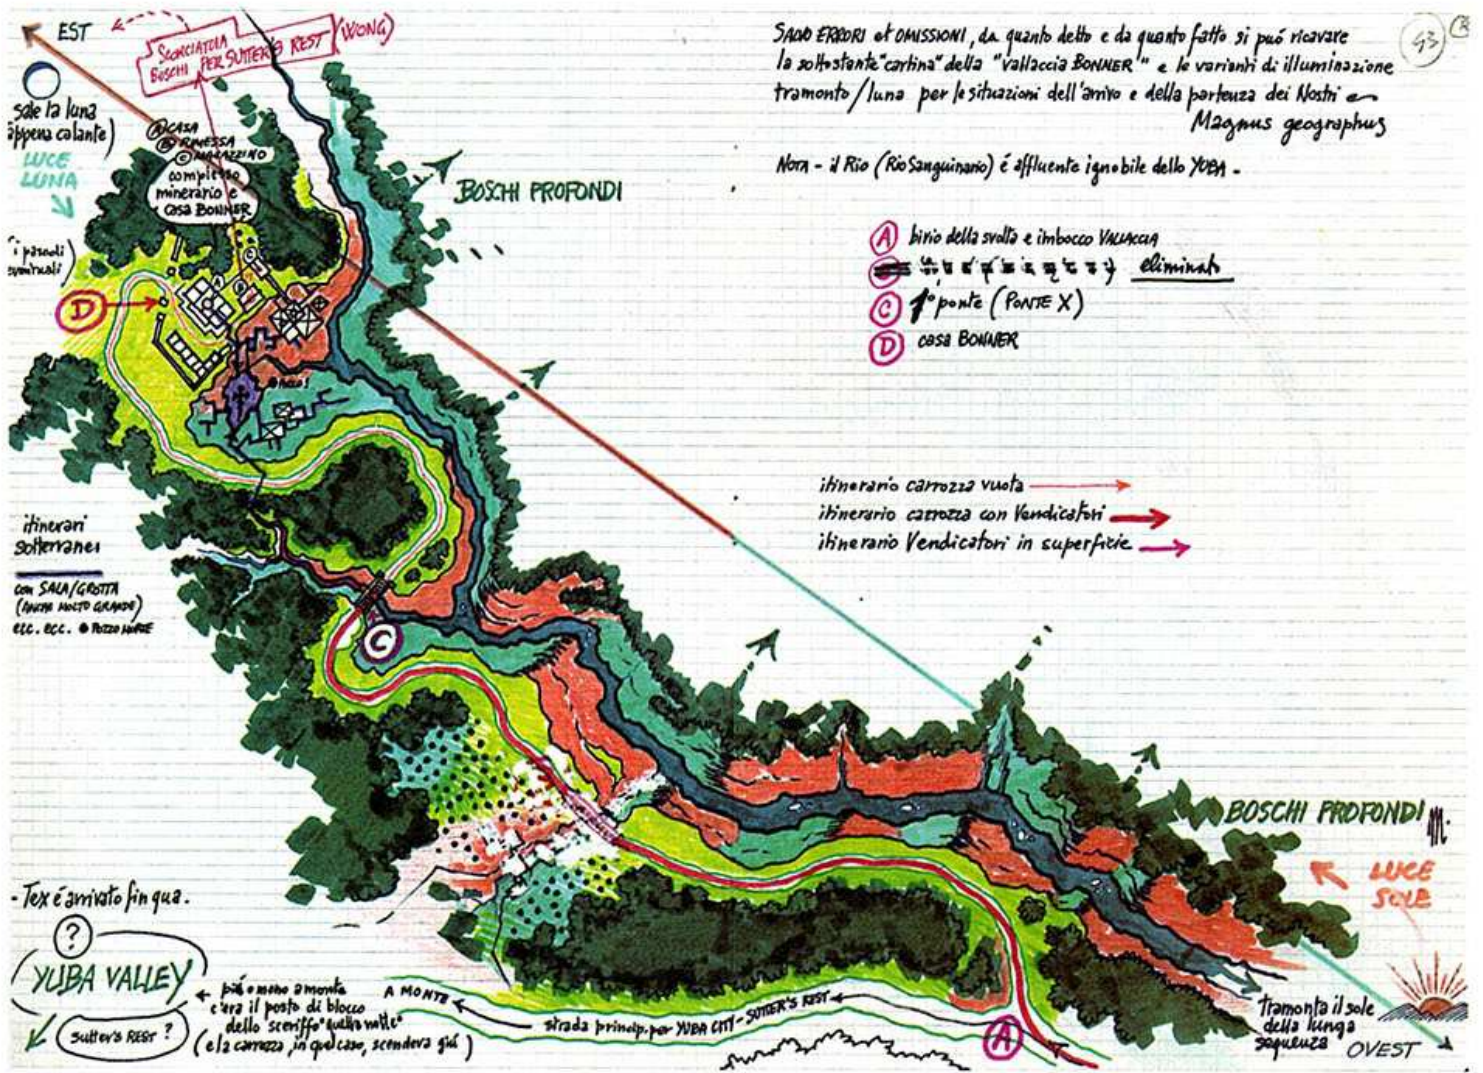 EST
SCORCIATOIA
BOSCHI PER SUTTER'S REST (WONG)
sale la luna
appena calante)
LUCE
LUNA
Ⓐ CASA
Ⓑ RIMESSA
Ⓒ MAGAZZINO
complesso
minerario e
casa BONNER
BOSCHI PROFONDI
SALVO ERRORI et OMISSIONI, da quanto detto e da quanto fatto si può ricavare
la sottostante "cartina" della "vallaccia BONNER" e le varianti di illuminazione
tramonto/luna per le situazioni dell'arrivo e della partenza dei Nostri
Magnus geographus
93
NOTA - il Rio (Rio Sanguinario) é affluente ignobile dello YUBA -
A bivio della svolta e imbocco VALLACCIA
eliminato
C 1° ponte (PONTE X)
D casa BONNER
D
A
B
C
itinerario carrozza vuota
itinerario carrozza con Vendicatori
itinerario Vendicatori in superficie
itinerari
sotterranei
con SALA/GROTTA
(ANCHE MOLTO GRANDE)
ecc. ecc. POZZO
C
BOSCHI PROFONDI
LUCE
SOLE
- Tex é arrivato fin qua.
?
YUBA VALLEY
Sutter's REST ?
più o meno a monte
c'era il posto di blocco
dello sceriffo "quella notte"
(e la carrozza, in quel caso, scendeva giù)
A MONTE
strada princip. per YUBA CITY - SUTTER'S REST
A
tramonta il sole
della lunga
sequenza
OVEST